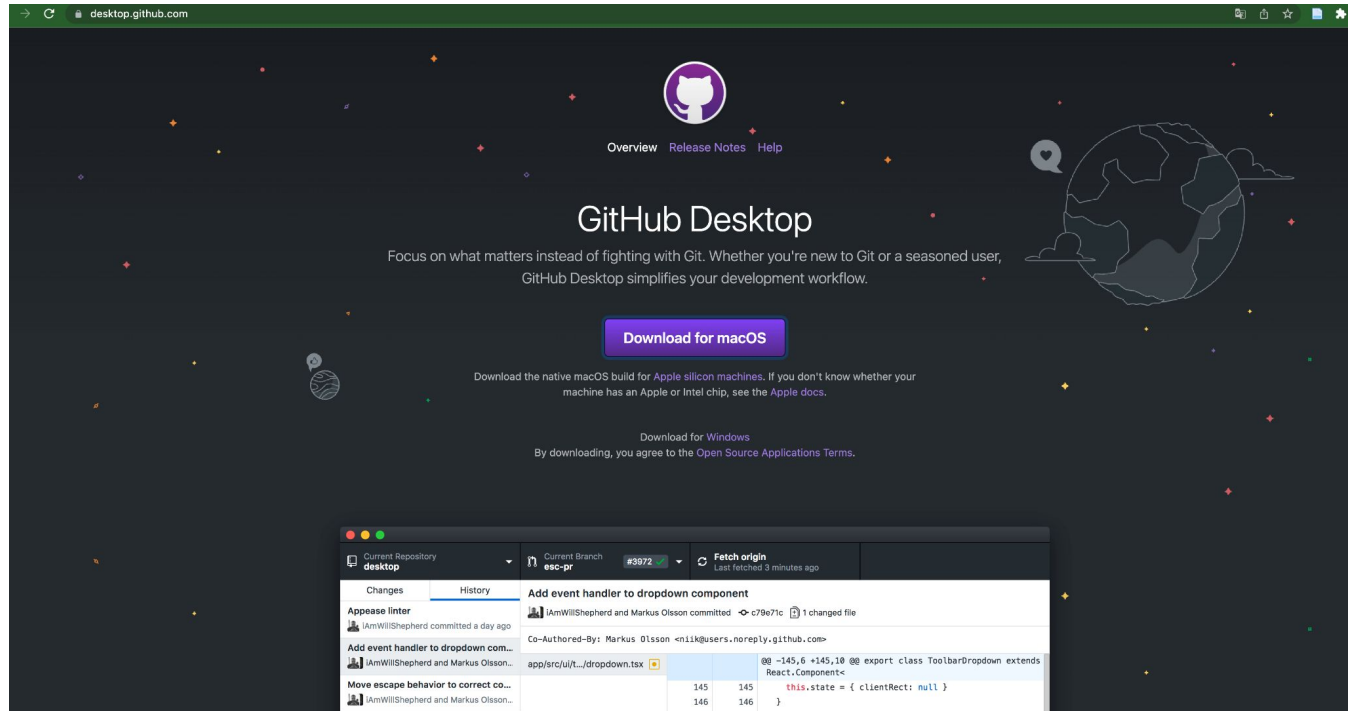 desktop.github.com
Overview Release Notes Help
GitHub Desktop
Focus on what matters instead of fighting with Git. Whether you're new to Git or a seasoned user,
GitHub Desktop simplifies your development workflow.
Download for macOS
Download the native macOS build for Apple silicon machines. If you don't know whether your
machine has an Apple or Intel chip, see the Apple docs.
Download for Windows
By downloading, you agree to the Open Source Applications Terms.
Current Repository
desktop
Current Branch
esc-pr
#3972
Fetch origin
Last fetched 3 minutes ago
Changes History
Appease linter
iAmWillShepherd committed a day ago
Add event handler to dropdown com...
iAmWillShepherd and Markus Olsson...
Move escape behavior to correct co...
iAmWillShepherd and Markus Olsson...
Add event handler to dropdown component
iAmWillShepherd and Markus Olsson committed c79e71c 1 changed file
Co-Authored-By: Markus Olsson <niik@users.noreply.github.com>
app/src/ui/t.../dropdown.tsx
@@ -145,6 +145,10 @@ export class ToolbarDropdown extends
React.Component<
145 145 this.state = { clientRect: null }
146 146 }